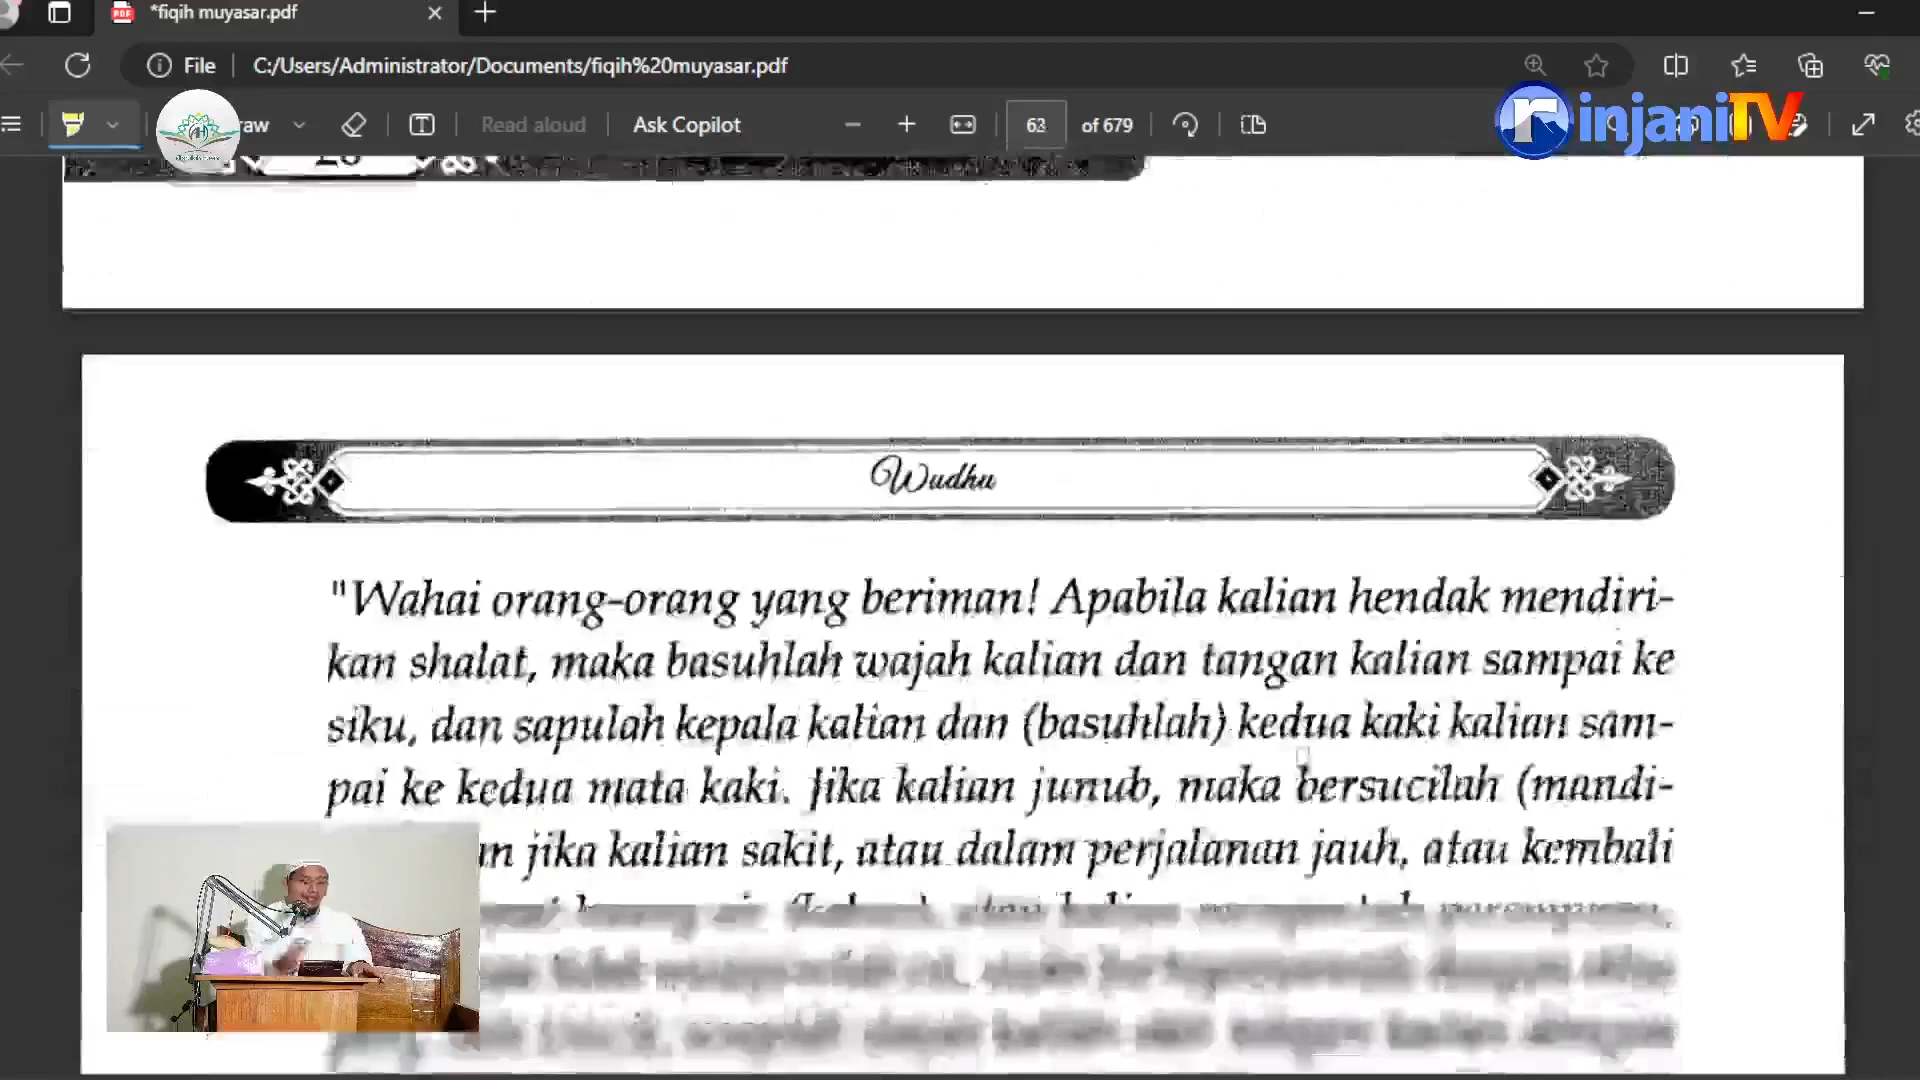 *fiqih muyasar.pdf
File
C:/Users/Administrator/Documents/fiqih%20muyasar.pdf
raw
Read aloud
Ask Copilot
63 of 679
rinjaniTV
Wudhu
"Wahai orang-orang yang beriman! Apabila kalian hendak mendiri-
kan shalat, maka basuhlah wajah kalian dan tangan kalian sampai ke
siku, dan sapulah kepala kalian dan (basuhlah) kedua kaki kalian sam-
pai ke kedua mata kaki. Jika kalian junub, maka bersucilah (mandi-
jika kalian sakit, atau dalam perjalanan jauh, atau kembali